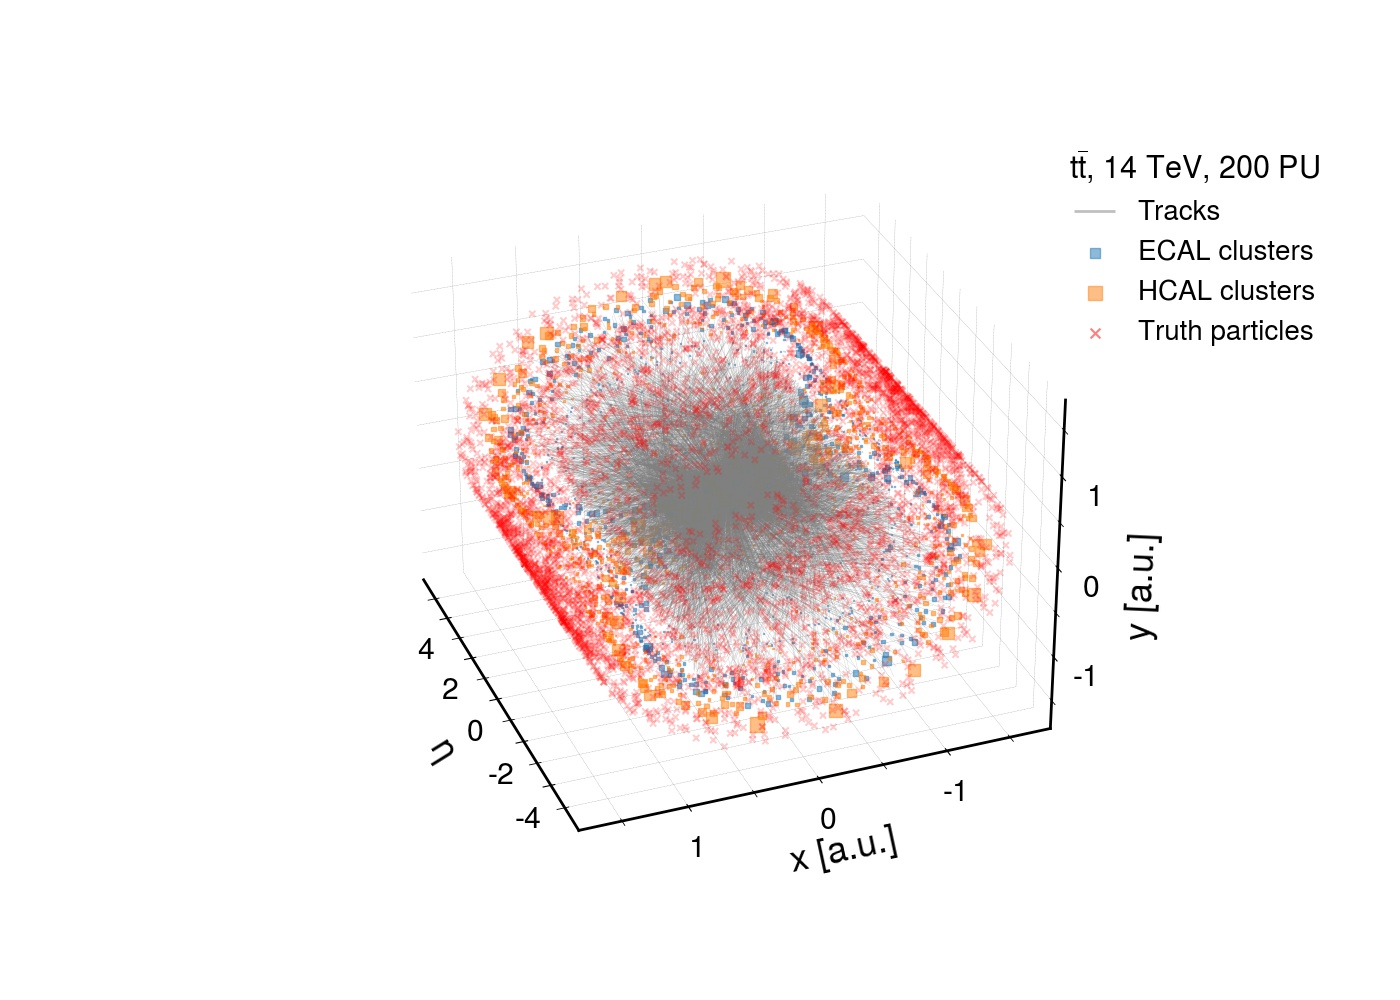 tt̄, 14 TeV, 200 PU
Tracks
ECAL clusters
HCAL clusters
Truth particles
1
0
-1
y [a.u.]
4
2
0
-2
-4
η
1
0
-1
x [a.u.]